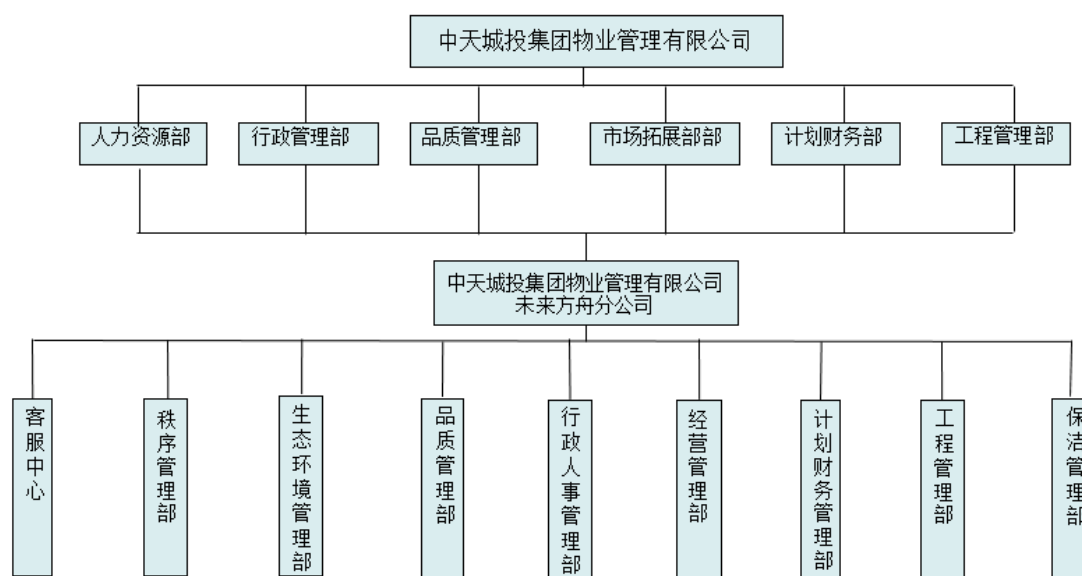 中天城投集团物业管理有限公司
人力资源部
行政管理部
品质管理部
市场拓展部部
计划财务部
工程管理部
中天城投集团物业管理有限公司
未来方舟分公司
客服中心
秩序管理部
生态环境管理部
品质管理部
行政人事管理部
经营管理部
计划财务管理部
工程管理部
保洁管理部